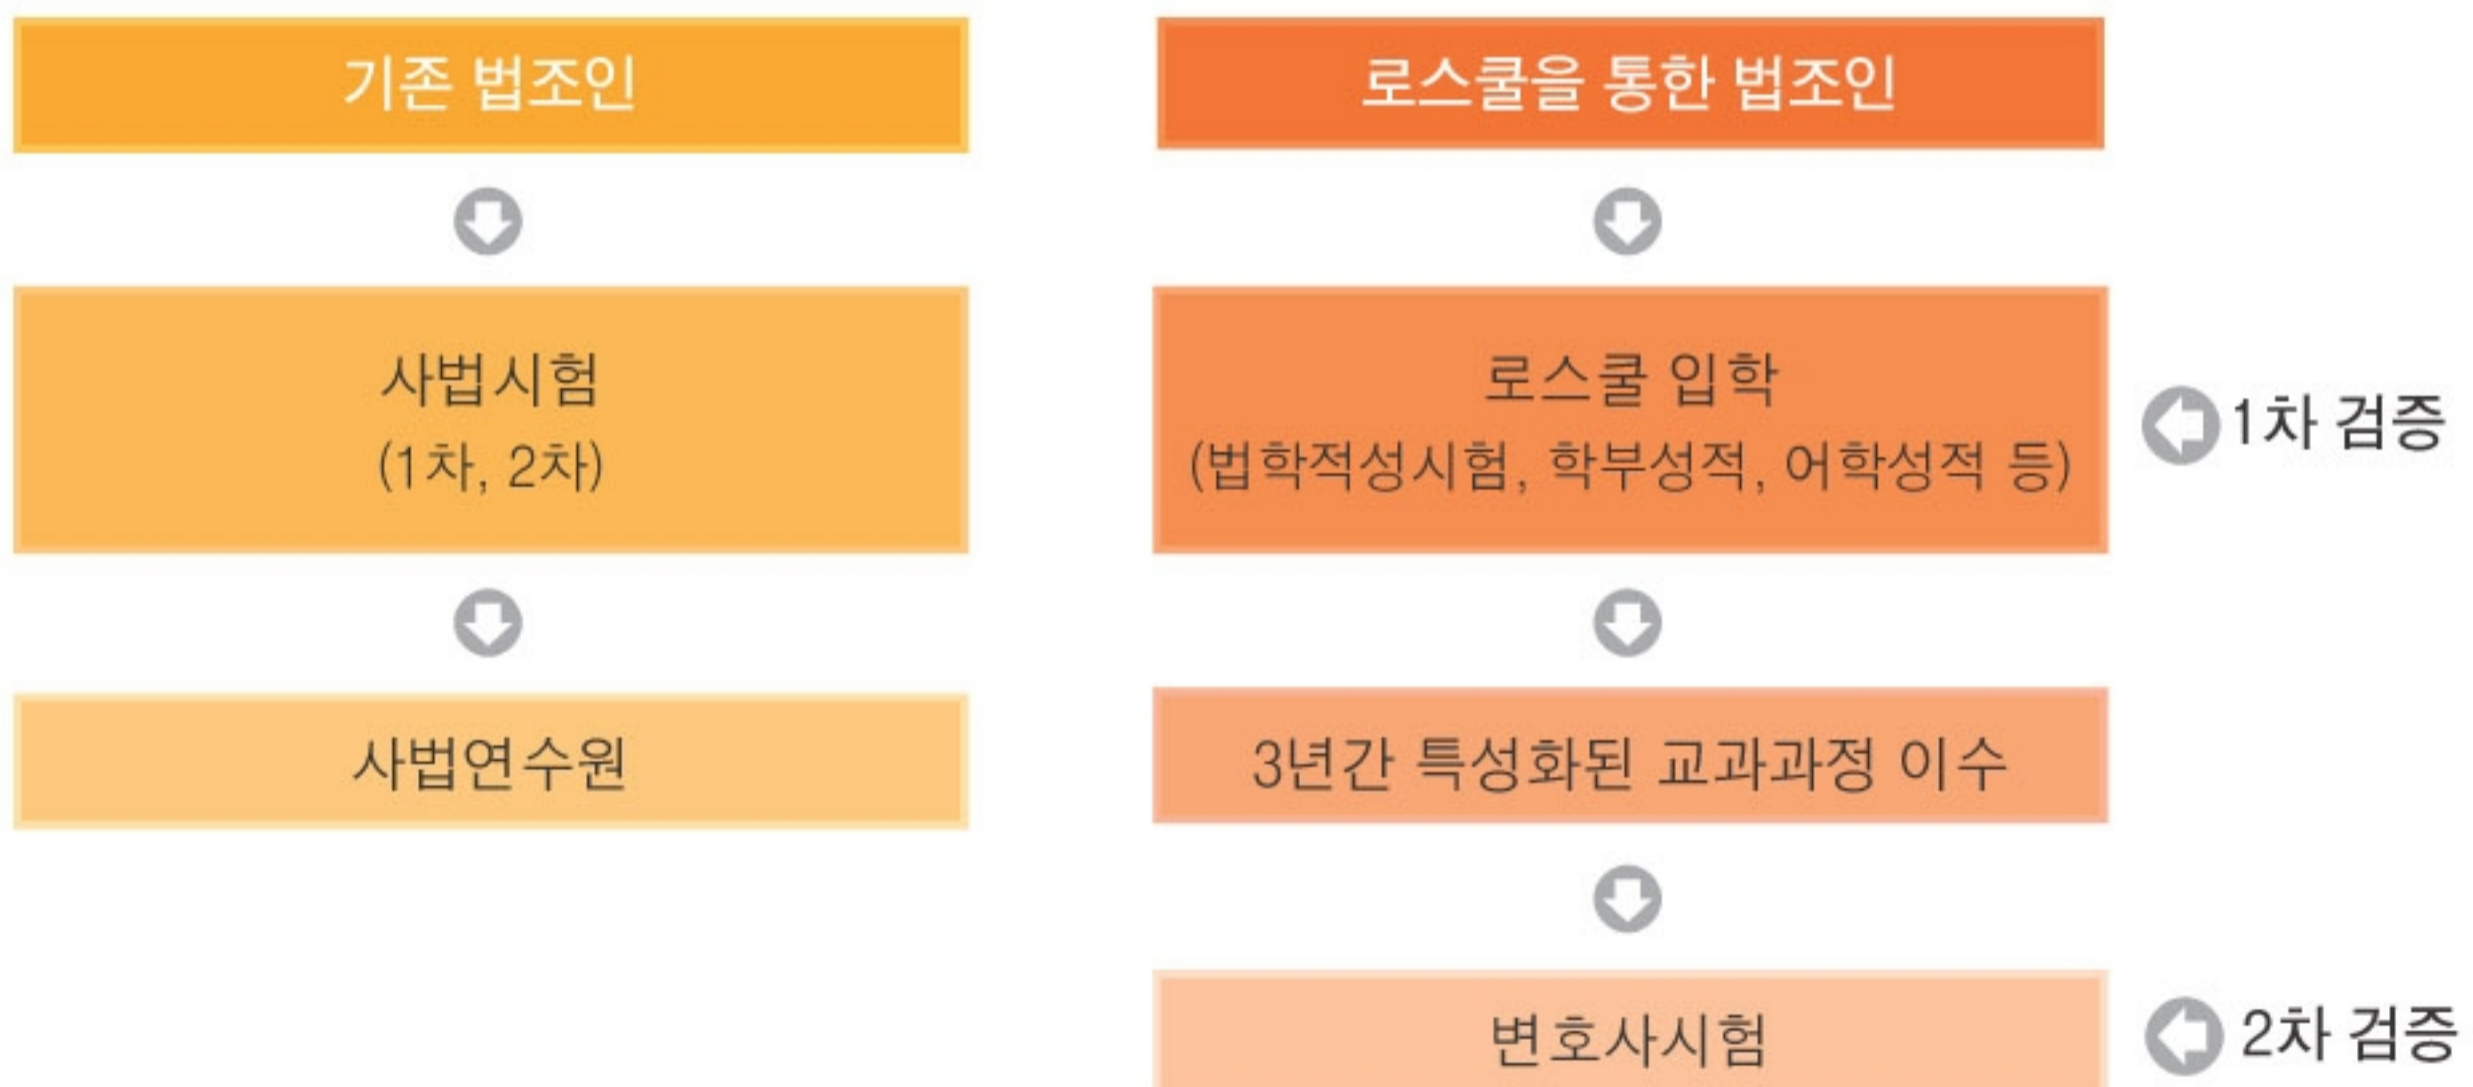 기존 법조인
사법시험
(1차, 2차)
사법연수원
로스쿨을 통한 법조인
로스쿨 입학
(법학적성시험, 학부성적, 어학성적 등)
1차 검증
3년간 특성화된 교과과정 이수
변호사시험
2차 검증